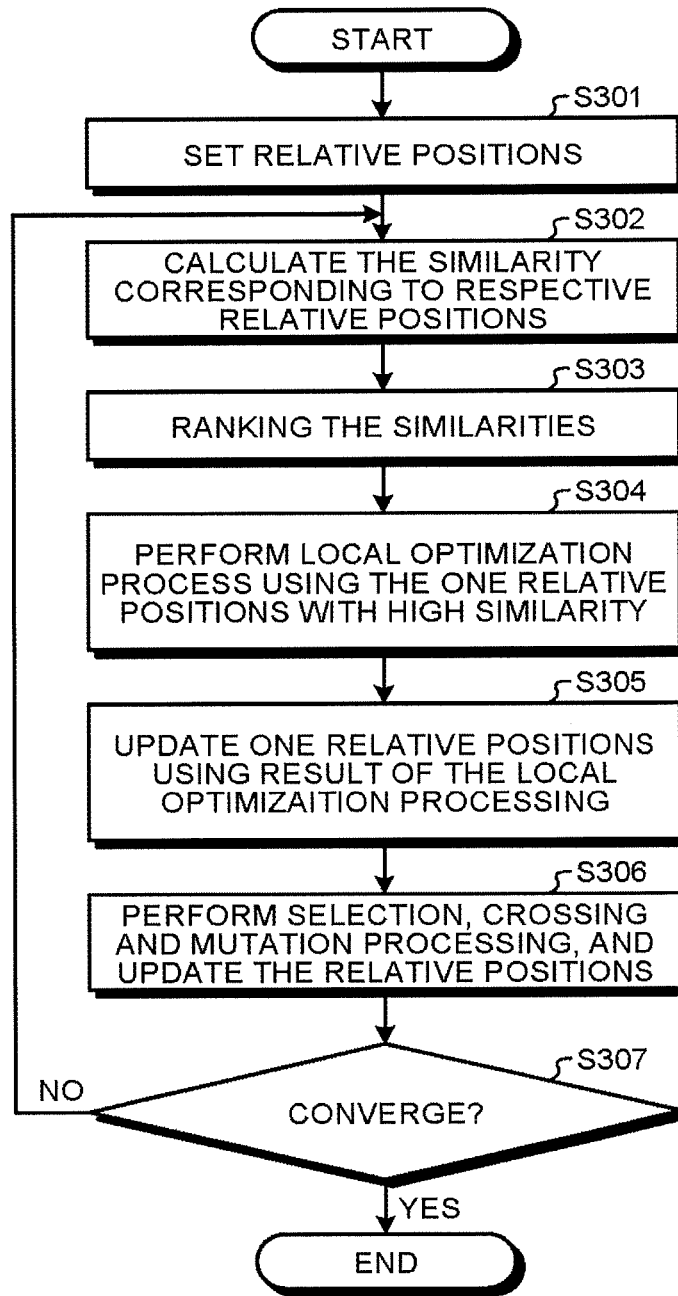 START
S301
SET RELATIVE POSITIONS
S302
CALCULATE THE SIMILARITY
CORRESPONDING TO RESPECTIVE
RELATIVE POSITIONS
S303
RANKING THE SIMILARITIES
S304
PERFORM LOCAL OPTIMIZATION
PROCESS USING THE ONE RELATIVE
POSITIONS WITH HIGH SIMILARITY
S305
UPDATE ONE RELATIVE POSITIONS
USING RESULT OF THE LOCAL
OPTIMIZAITION PROCESSING
S306
PERFORM SELECTION, CROSSING
AND MUTATION PROCESSING, AND
UPDATE THE RELATIVE POSITIONS
S307
NO
CONVERGE?
YES
END